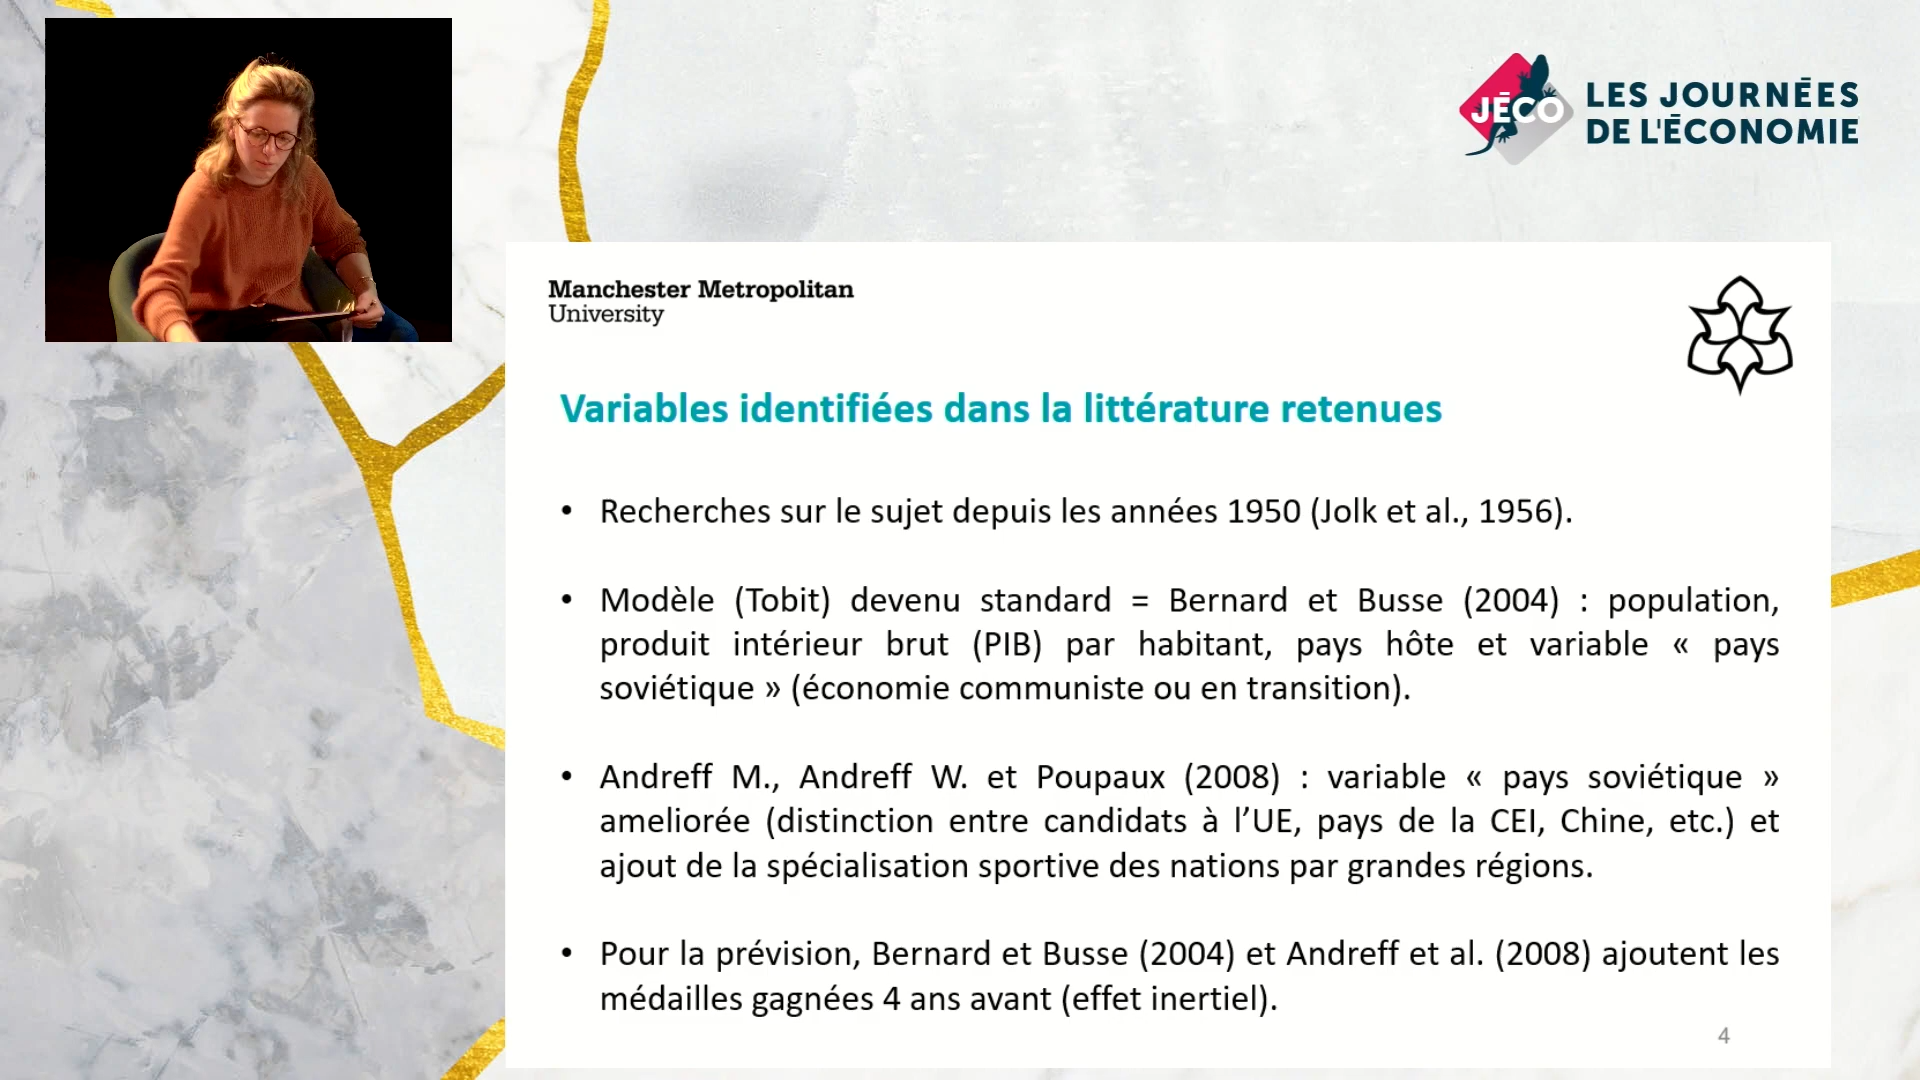 JÉCO
LES JOURNÉES
DE L'ÉCONOMIE
Manchester Metropolitan
University
Variables identifiées dans la littérature retenues
• Recherches sur le sujet depuis les années 1950 (Jolk et al., 1956).
• Modèle (Tobit) devenu standard = Bernard et Busse (2004) : population,
produit intérieur brut (PIB) par habitant, pays hôte et variable « pays
soviétique » (économie communiste ou en transition).
• Andreff M., Andreff W. et Poupaux (2008) : variable « pays soviétique »
ameliorée (distinction entre candidats à l’UE, pays de la CEI, Chine, etc.) et
ajout de la spécialisation sportive des nations par grandes régions.
• Pour la prévision, Bernard et Busse (2004) et Andreff et al. (2008) ajoutent les
médailles gagnées 4 ans avant (effet inertiel).
4